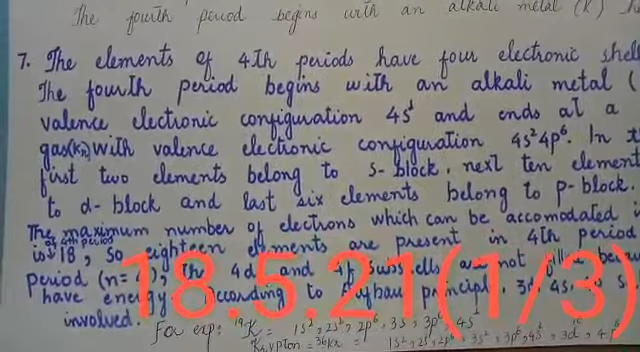 The fourth period begins with an alkali metal (K)
7. The elements of 4th periods have four electronic shell
The fourth period begins with an alkali metal (
valence electronic configuration 4s¹ and ends at a
gas(Kr) with valence electronic configuration 4s²4p⁶. In t
first two elements belong to s-block, next ten element
to d-block and last six elements belong to p-block.
The maximum number of electrons which can be accomodated i
of 4th period
is 18, so eighteen elements are present in 4th period
period (n=4), 4d and 4f subshells are not
have energy according to principal, 3d, 4s,
involved.
For exp: ¹⁹K = 1s², 2s², 2p⁶, 3s², 3p⁶, 4s¹
Krypton = ³⁶Kr = 1s², 2s², 2p⁶, 3s², 3p⁶, 4s², 3d¹⁰, 4p⁶
18.5.21(1/3)